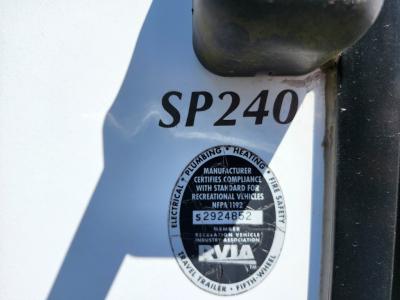 SP240
ELECTRICAL • PLUMBING • HEATING • FIRE SAFETY
MANUFACTURER
CERTIFIES COMPLIANCE
WITH STANDARD FOR
RECREATIONAL VEHICLES
NFPA 1192
S 2924852
MEMBER
RECREATION VEHICLE
INDUSTRY ASSOCIATION
RVIA
TRAVEL TRAILER • FIFTH-WHEEL